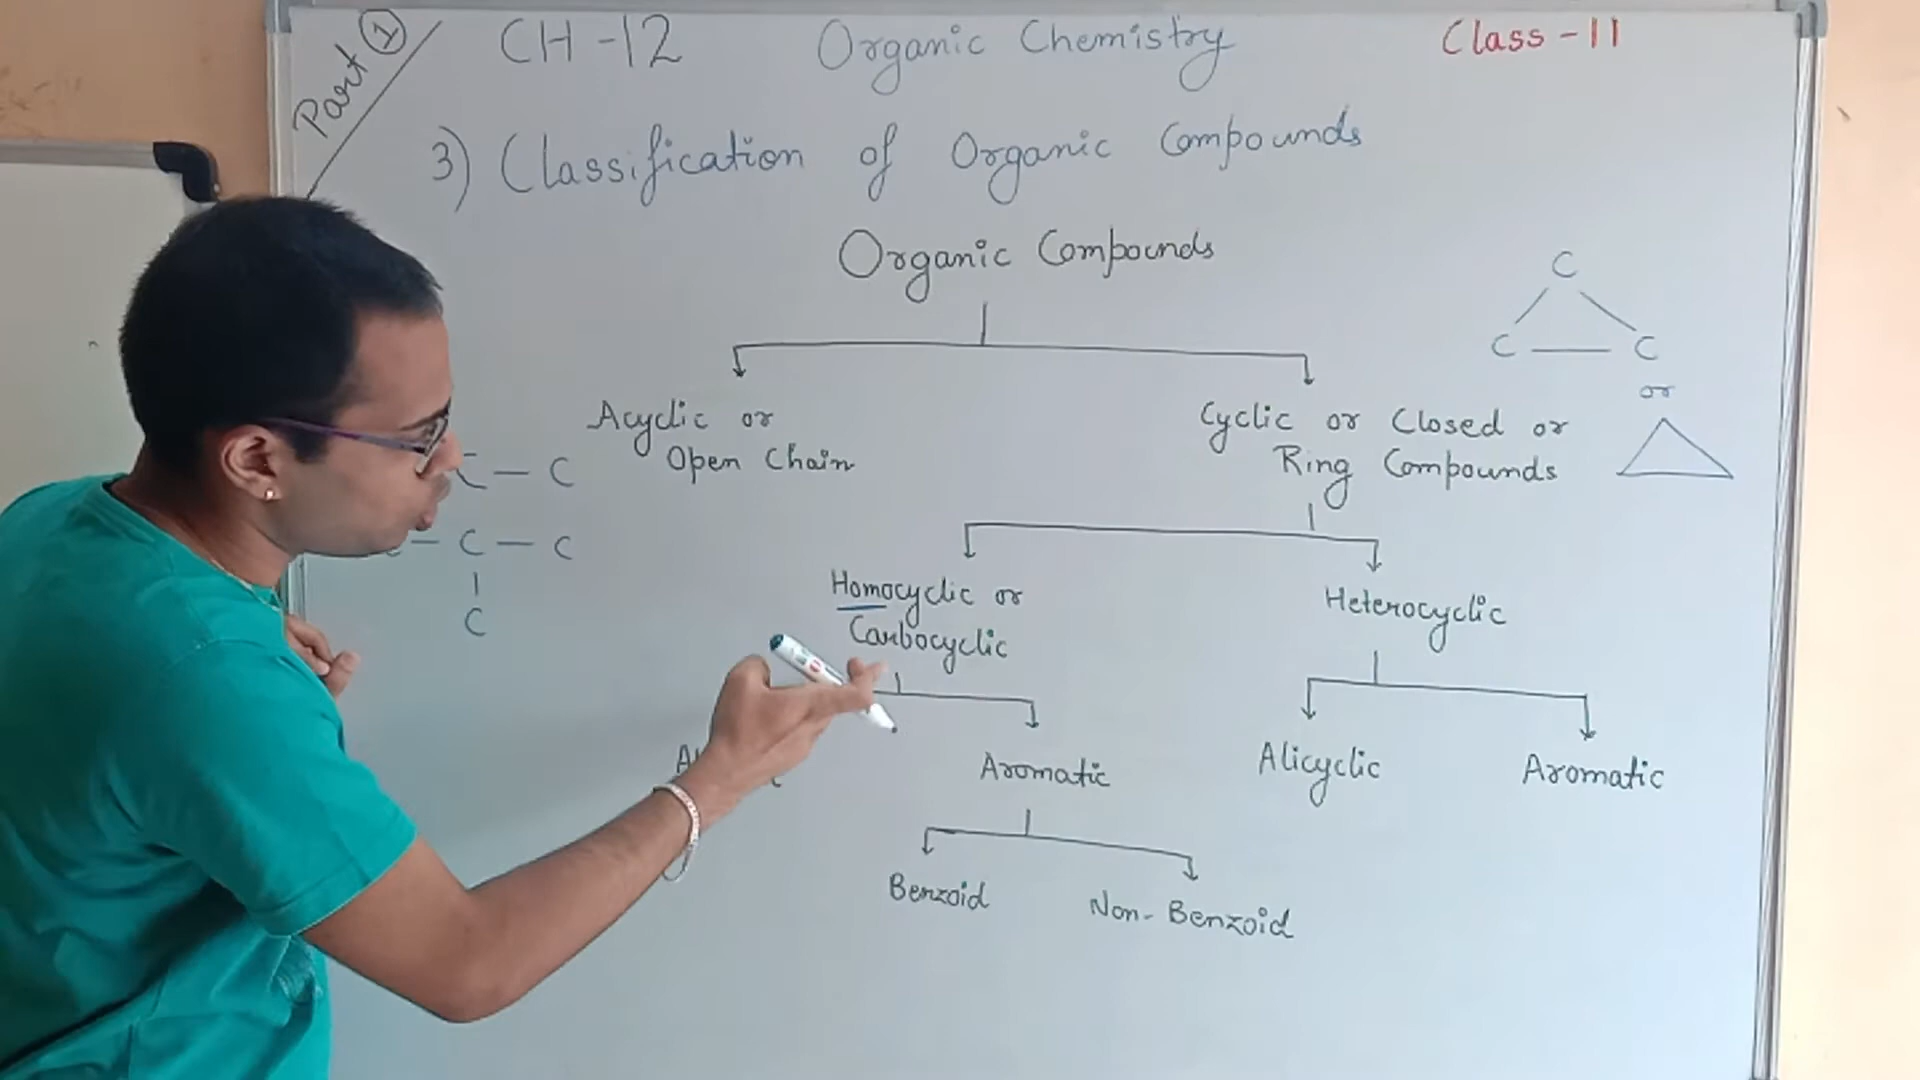 Part 1
CH-12 Organic Chemistry Class-11
3) Classification of Organic Compounds
Organic Compounds
C
C — C
or
Acyclic or
Open Chain
Cyclic or Closed or
Ring Compounds
C — C
— C — C
|
C
Homocyclic or
Carbocyclic
Heterocyclic
Aromatic
Alicyclic
Aromatic
Benzoid
Non-Benzoid